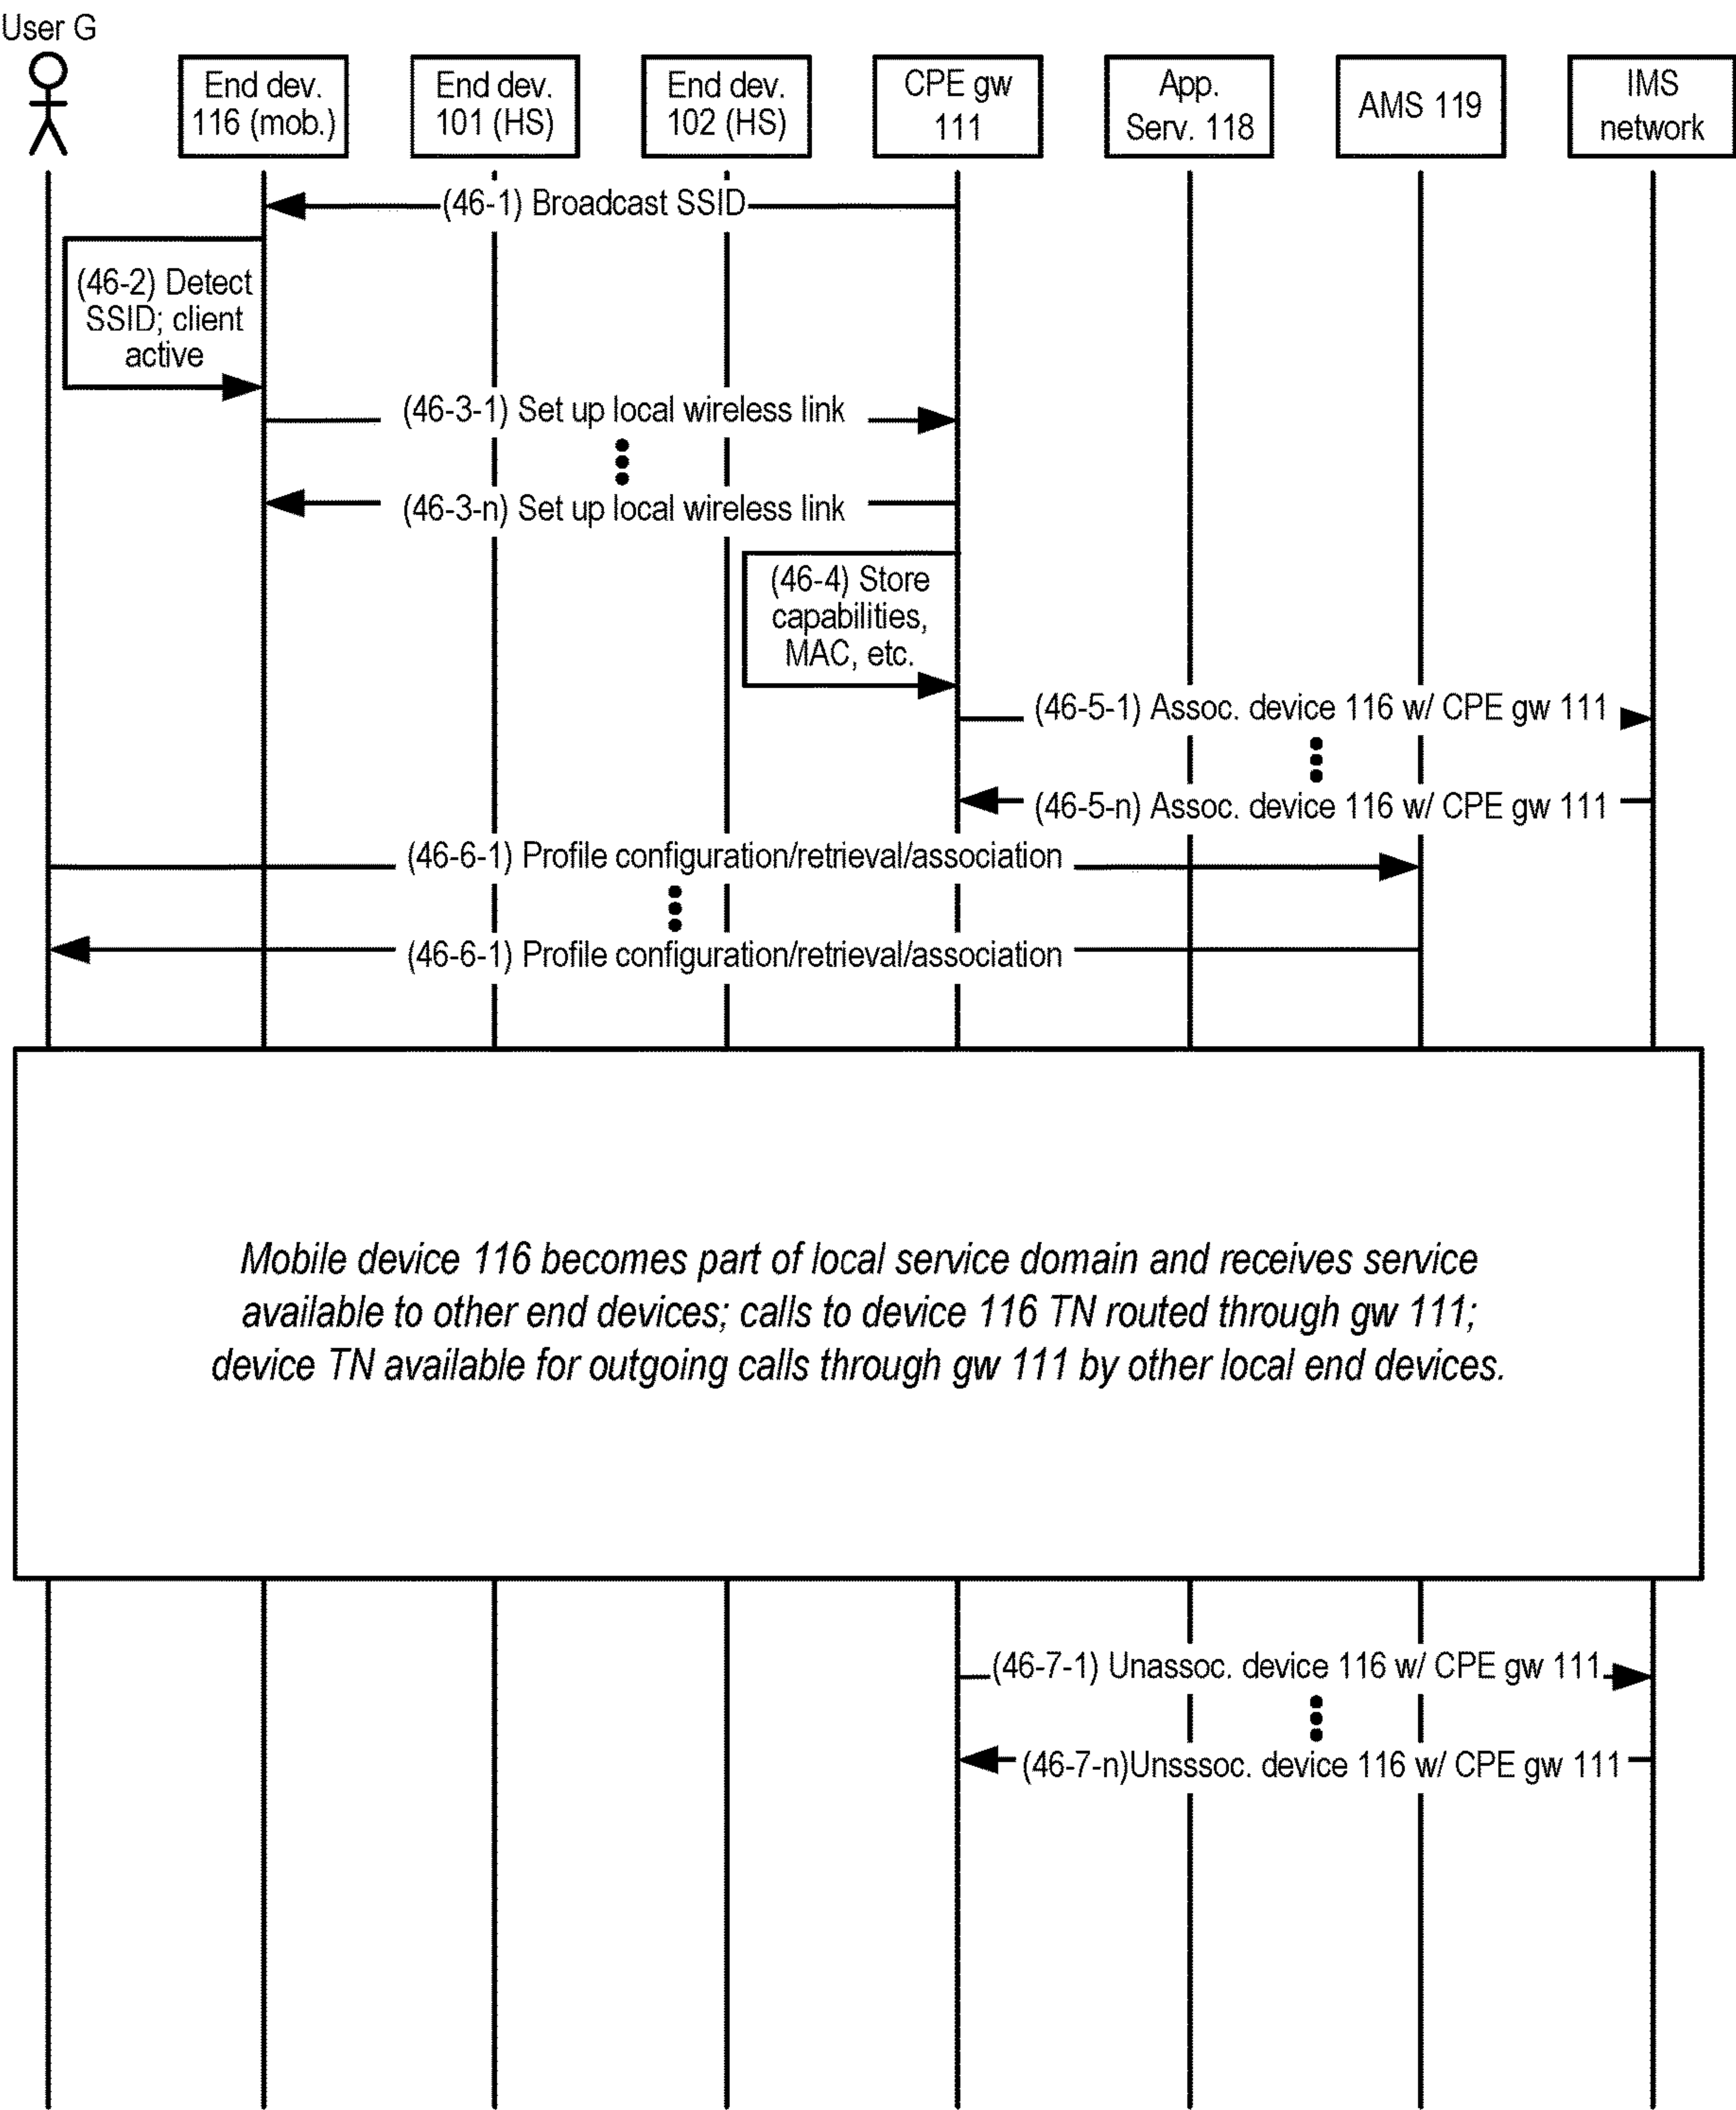 User G
End dev.
116 (mob.)
End dev.
101 (HS)
End dev.
102 (HS)
CPE gw
111
App.
Serv. 118
AMS 119
IMS
network
(46-1) Broadcast SSID
(46-2) Detect
SSID; client
active
(46-3-1) Set up local wireless link
(46-3-n) Set up local wireless link
(46-4) Store
capabilities,
MAC, etc.
(46-5-1) Assoc. device 116 w/ CPE gw 111
(46-5-n) Assoc. device 116 w/ CPE gw 111
(46-6-1) Profile configuration/retrieval/association
(46-6-1) Profile configuration/retrieval/association
Mobile device 116 becomes part of local service domain and receives service
available to other end devices; calls to device 116 TN routed through gw 111;
device TN available for outgoing calls through gw 111 by other local end devices.
(46-7-1) Unassoc. device 116 w/ CPE gw 111
(46-7-n)Unsssoc. device 116 w/ CPE gw 111